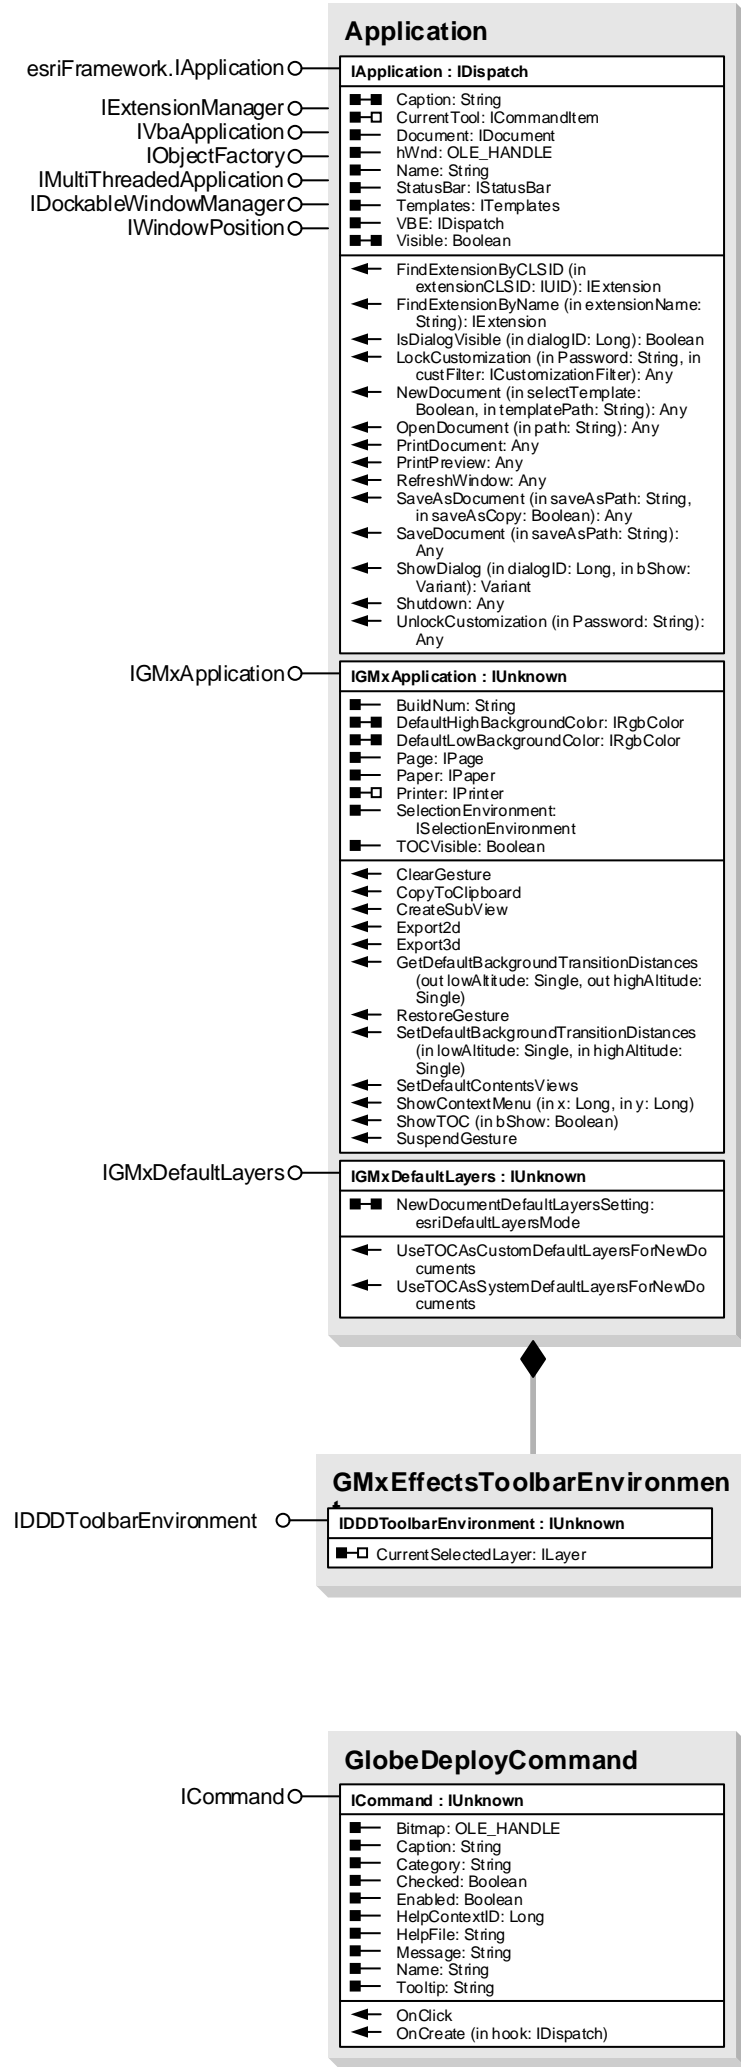 Application
esriFramework.IApplication
IApplication : IDispatch
IExtensionManager
IVbaApplication
IObjectFactory
IMultiThreadedApplication
IDockableWindowManager
IWindowPosition
Caption: String
CurrentTool: ICommandItem
Document: IDocument
hWnd: OLE_HANDLE
Name: String
StatusBar: IStatusBar
Templates: ITemplates
VBE: IDispatch
Visible: Boolean
FindExtensionByCLSID (in
extensionCLSID: IUID): IExtension
FindExtensionByName (in extensionName:
String): IExtension
IsDialogVisible (in dialogID: Long): Boolean
LockCustomization (in Password: String, in
custFilter: ICustomizationFilter): Any
NewDocument (in selectTemplate:
Boolean, in templatePath: String): Any
OpenDocument (in path: String): Any
PrintDocument: Any
PrintPreview: Any
RefreshWindow: Any
SaveAsDocument (in saveAsPath: String,
in saveAsCopy: Boolean): Any
SaveDocument (in saveAsPath: String):
Any
ShowDialog (in dialogID: Long, in bShow:
Variant): Variant
Shutdown: Any
UnlockCustomization (in Password: String):
Any
IGMxApplication
IGMxApplication : IUnknown
BuildNum: String
DefaultHighBackgroundColor: IRgbColor
DefaultLowBackgroundColor: IRgbColor
Page: IPage
Paper: IPaper
Printer: IPrinter
SelectionEnvironment:
ISelectionEnvironment
TOCVisible: Boolean
ClearGesture
CopyToClipboard
CreateSubView
Export2d
Export3d
GetDefaultBackgroundTransitionDistances
(out lowAltitude: Single, out highAltitude:
Single)
RestoreGesture
SetDefaultBackgroundTransitionDistances
(in lowAltitude: Single, in highAltitude:
Single)
SetDefaultContentsViews
ShowContextMenu (in x: Long, in y: Long)
ShowTOC (in bShow: Boolean)
SuspendGesture
IGMxDefaultLayers
IGMxDefaultLayers : IUnknown
NewDocumentDefaultLayersSetting:
esriDefaultLayersMode
UseTOCAsCustomDefaultLayersForNewDo
cuments
UseTOCAsSystemDefaultLayersForNewDo
cuments
GMxEffectsToolbarEnvironmen
t
IDDDToolbarEnvironment
IDDDToolbarEnvironment : IUnknown
CurrentSelectedLayer: ILayer
GlobeDeployCommand
ICommand
ICommand : IUnknown
Bitmap: OLE_HANDLE
Caption: String
Category: String
Checked: Boolean
Enabled: Boolean
HelpContextID: Long
HelpFile: String
Message: String
Name: String
Tooltip: String
OnClick
OnCreate (in hook: IDispatch)